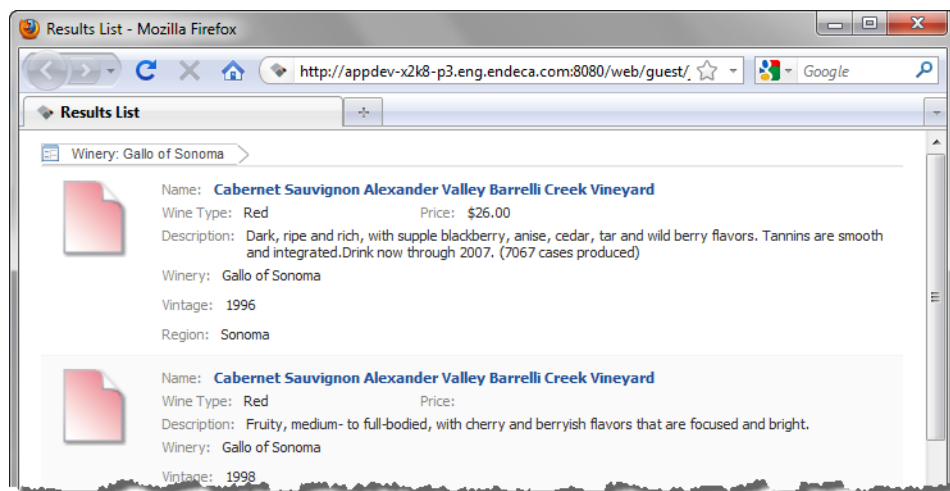 Results List - Mozilla Firefox
http://appdev-x2k8-p3.eng.endeca.com:8080/web/guest/
Google
Results List
Winery: Gallo of Sonoma
Name: Cabernet Sauvignon Alexander Valley Barrelli Creek Vineyard
Wine Type: Red Price: $26.00
Description: Dark, ripe and rich, with supple blackberry, anise, cedar, tar and wild berry flavors. Tannins are smooth
and integrated.Drink now through 2007. (7067 cases produced)
Winery: Gallo of Sonoma
Vintage: 1996
Region: Sonoma
Name: Cabernet Sauvignon Alexander Valley Barrelli Creek Vineyard
Wine Type: Red Price:
Description: Fruity, medium- to full-bodied, with cherry and berryish flavors that are focused and bright.
Winery: Gallo of Sonoma
Vintage: 1998